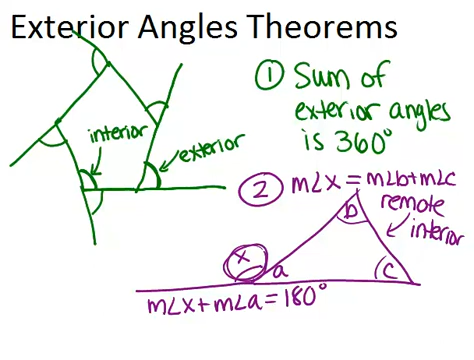 Exterior Angles Theorems
① Sum of
exterior angles
is 360°
interior
exterior
② m∠x = m∠b+m∠c
remote
interior
b
x
a
c
m∠x+m∠a=180°